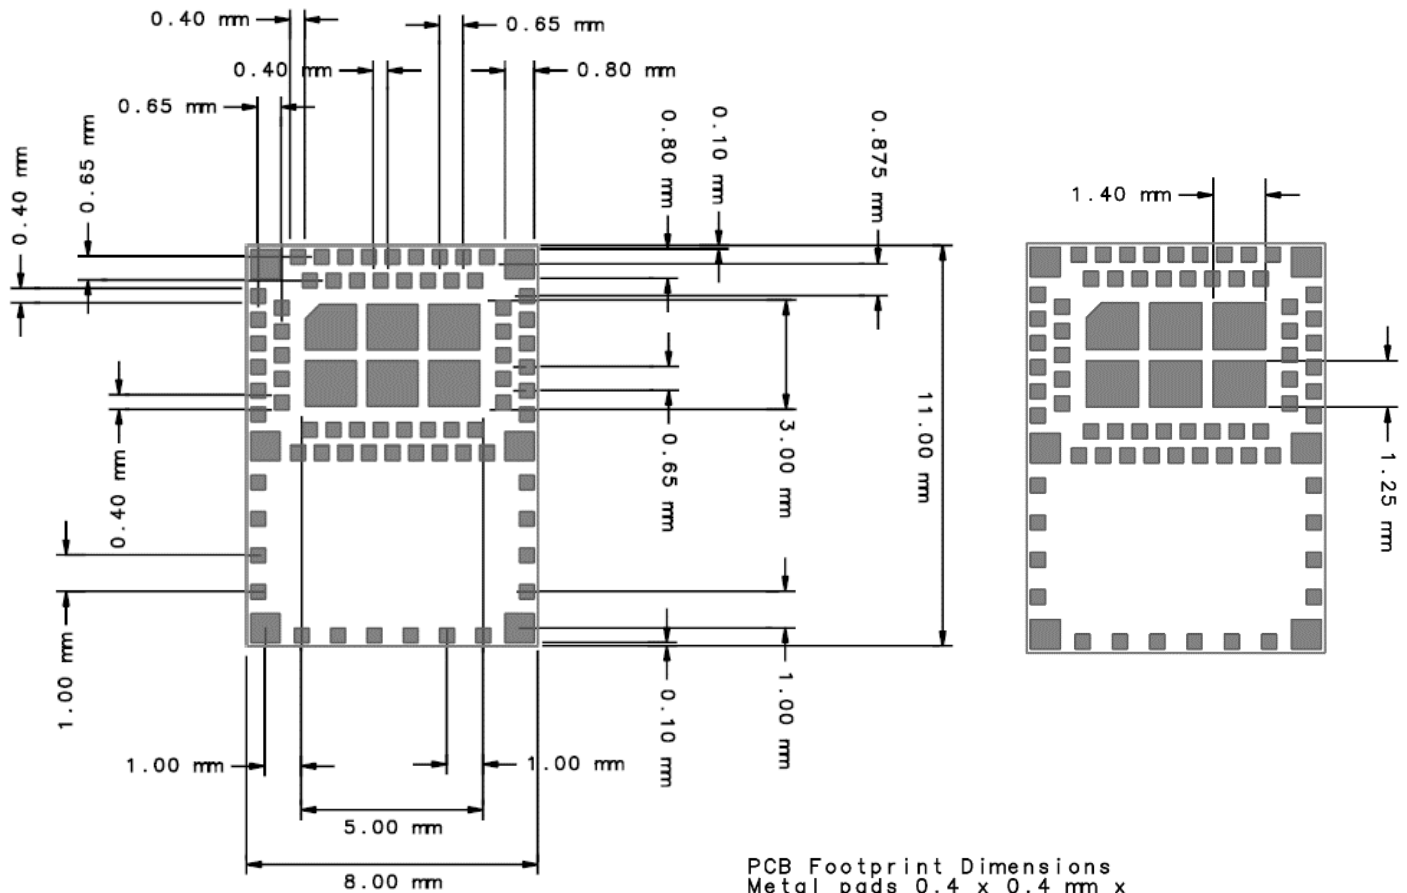 0.40 mm
0.65 mm
0.40 mm
0.80 mm
0.65 mm
0.65 mm
0.40 mm
0.80 mm
0.10 mm
0.875 mm
1.40 mm
11.00 mm
3.00 mm
0.65 mm
0.40 mm
1.25 mm
1.00 mm
0.10 mm
1.00 mm
1.00 mm
1.00 mm
5.00 mm
8.00 mm
PCB Footprint Dimensions
Metal pads 0.4 x 0.4 mm x